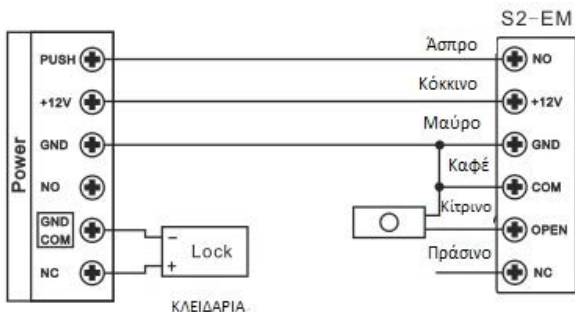 S2-EM
Power
PUSH
Άσπρο
NO
+12V
Κόκκινο
+12V
GND
Μαύρο
GND
NO
Καφέ
COM
GND
COM
Lock
Κίτρινο
OPEN
NC
Πράσινο
NC
ΚΛΕΙΔΑΡΙΑ